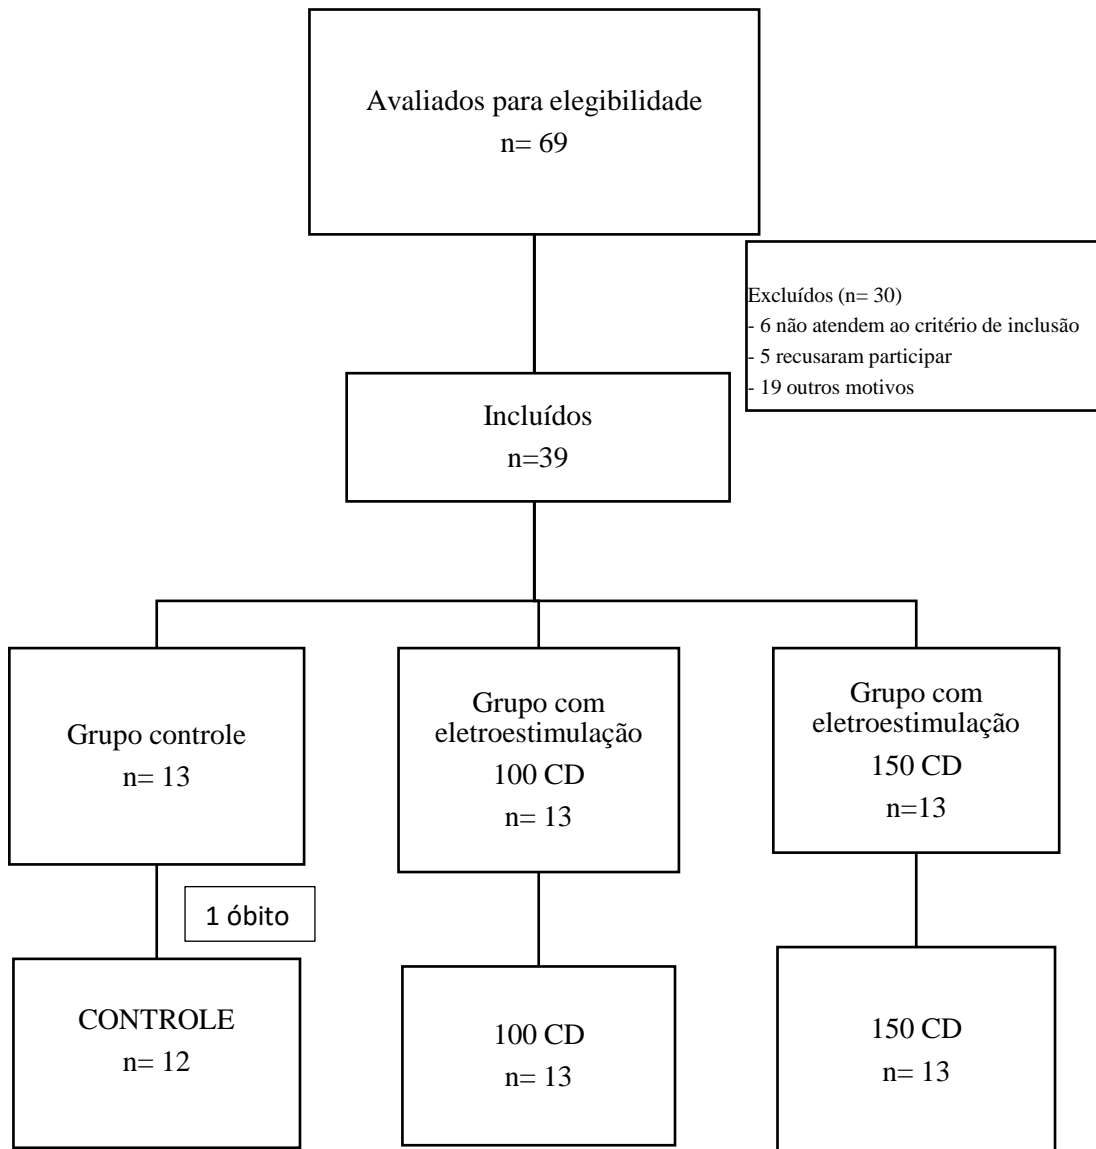 Avaliados para elegibilidade
n= 69
Excluídos (n= 30)
- 6 não atendem ao critério de inclusão
- 5 recusaram participar
- 19 outros motivos
Incluídos
n=39
Grupo controle
n= 13
Grupo com
eletroestimulação
100 CD
n= 13
Grupo com
eletroestimulação
150 CD
n=13
1 óbito
CONTROLE
n= 12
100 CD
n= 13
150 CD
n= 13